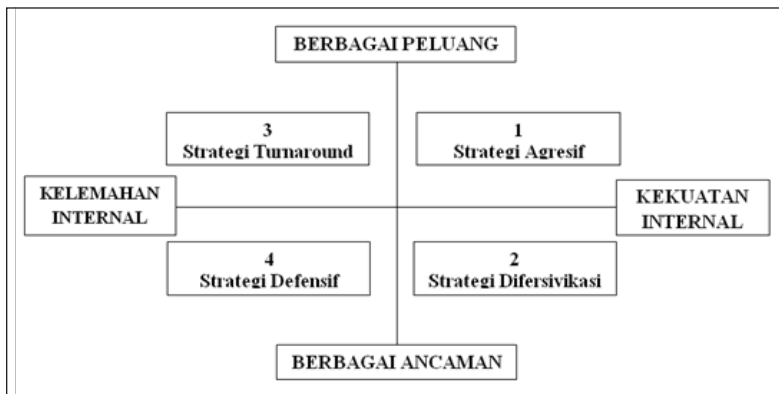 BERBAGAI PELUANG
3
Strategi Turnaround
1
Strategi Agresif
KELEMAHAN
INTERNAL
KEKUATAN
INTERNAL
4
Strategi Defensif
2
Strategi Difersivikasi
BERBAGAI ANCAMAN